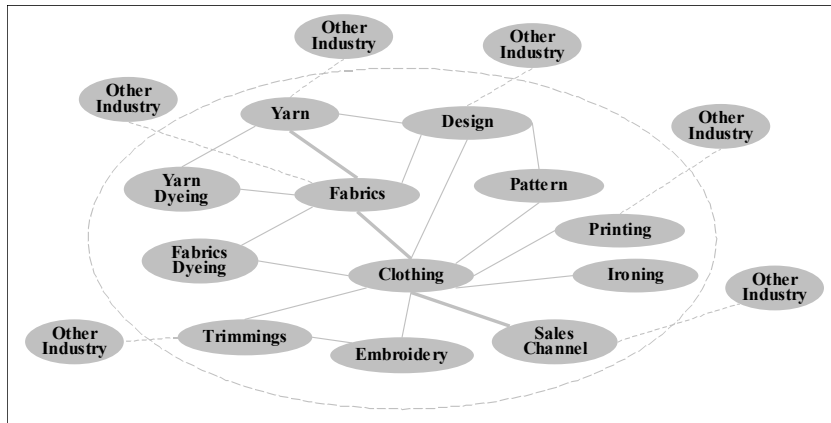 Other
Industry
Other
Industry
Other
Industry
Yarn
Design
Other
Industry
Yarn
Dyeing
Fabrics
Pattern
Printing
Fabrics
Dyeing
Clothing
Ironing
Other
Industry
Other
Industry
Trimmings
Embroidery
Sales
Channel